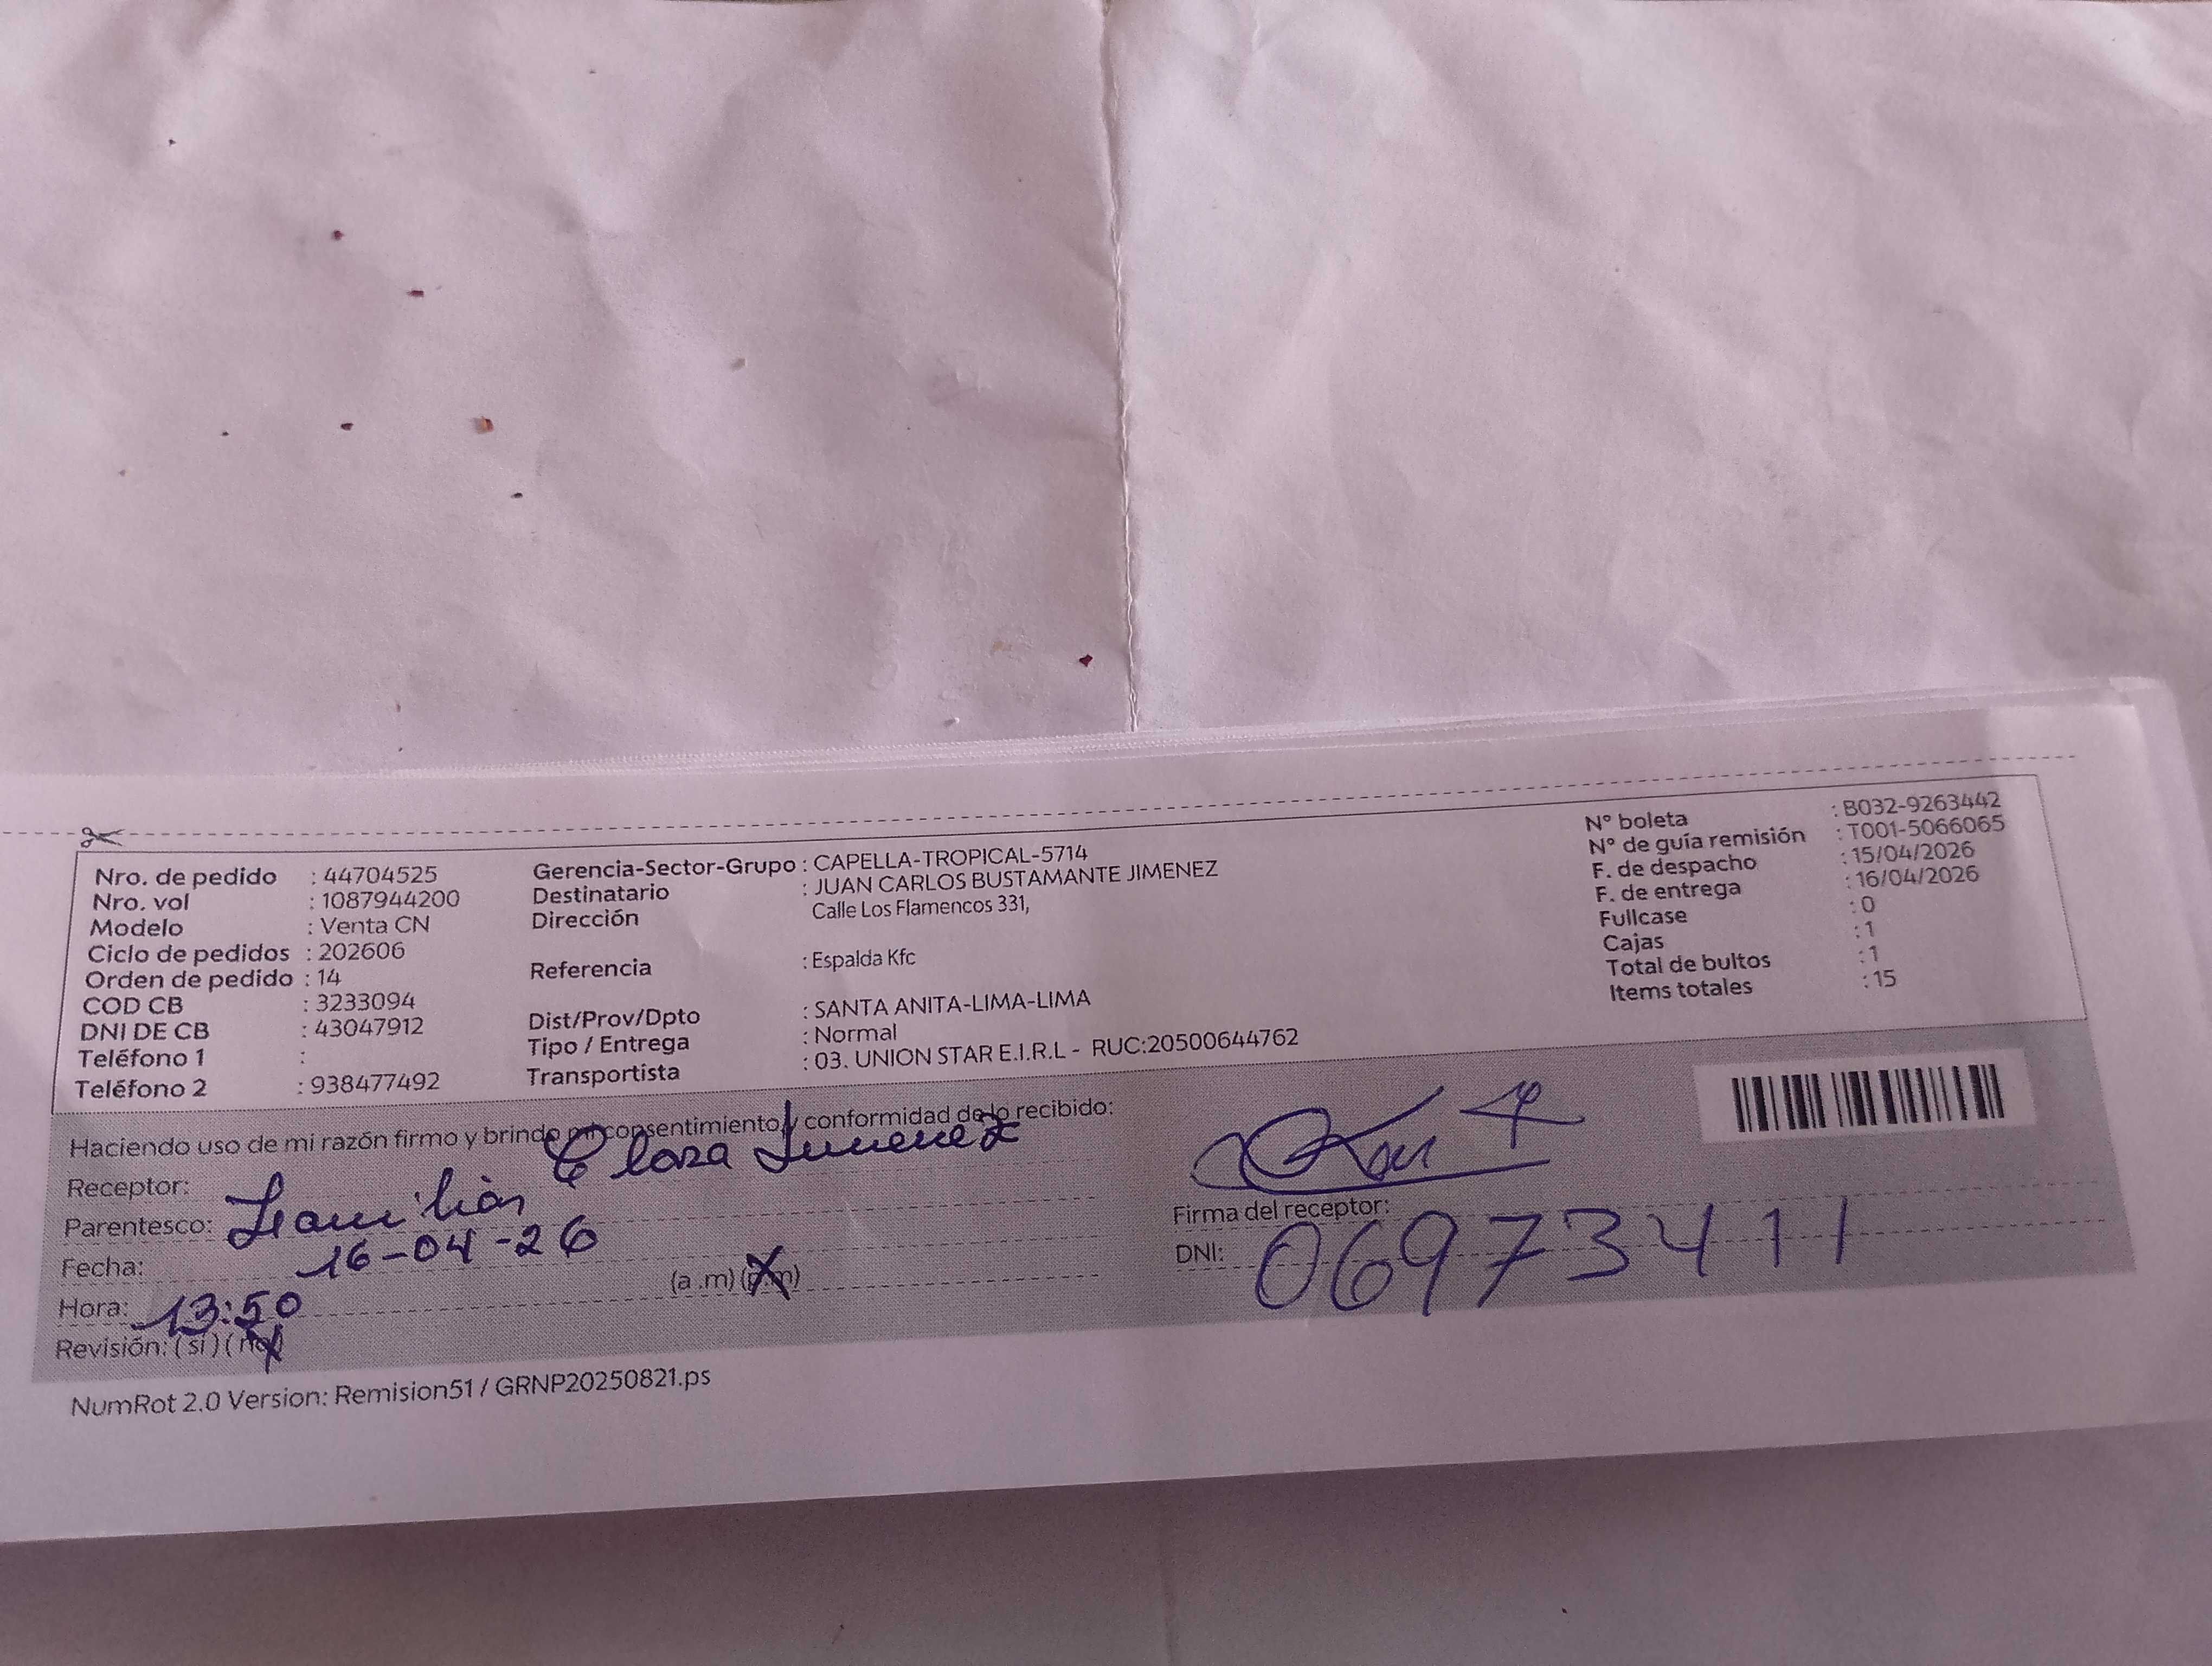 Nro. de pedido : 44704525
Nro. vol : 1087944200
Modelo : Venta CN
Ciclo de pedidos : 202606
Orden de pedido : 14
COD CB : 3233094
DNI DE CB : 43047912
Teléfono 1 :
Teléfono 2 : 938477492
Gerencia-Sector-Grupo : CAPELLA-TROPICAL-5714
Destinatario : JUAN CARLOS BUSTAMANTE JIMENEZ
Dirección Calle Los Flamencos 331,
Referencia : Espalda Kfc
Dist/Prov/Dpto : SANTA ANITA-LIMA-LIMA
Tipo / Entrega : Normal
Transportista : 03. UNION STAR E.I.R.L - RUC:20500644762
N° boleta : B032-9263442
N° de guía remisión : T001-5066065
F. de despacho : 15/04/2026
F. de entrega : 16/04/2026
Fullcase : 0
Cajas : 1
Total de bultos : 1
Items totales : 15
Haciendo uso de mi razón firmo y brindo mi consentimiento y conformidad de lo recibido:
Receptor: Jimenez
Parentesco:
Fecha: 16-04-26
Hora: 13:50 (a.m) (p.m)
Revisión: (si) (no)
Firma del receptor:
DNI: 06973411
NumRot 2.0 Version: Remision51 / GRNP20250821.ps